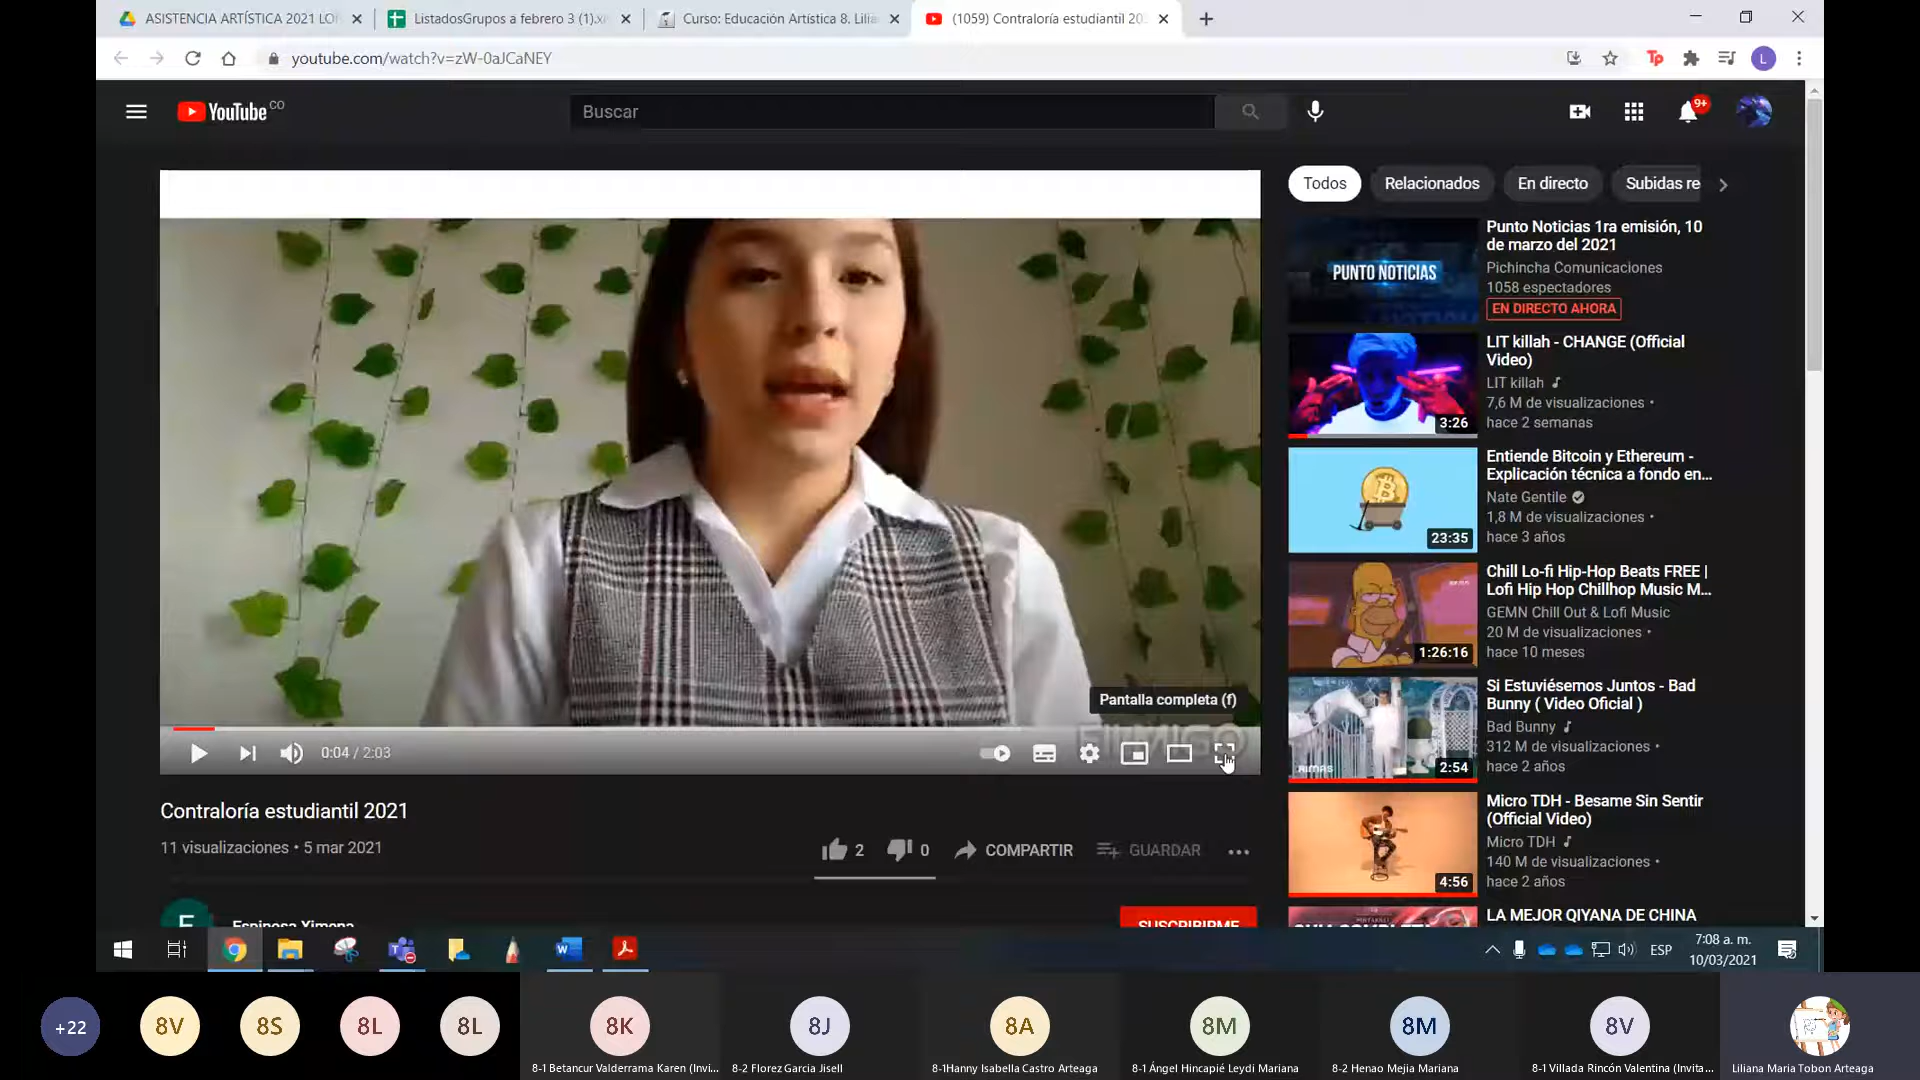 ASISTENCIA ARTÍSTICA 2021 LO
ListadosGrupos a febrero 3 (1).x
Curso: Educación Artística 8. Lilia
(1059) Contraloría estudiantil 20
youtube.com/watch?v=zW-0aJCaNEY
Tp
L
YouTube CO
Buscar
9+
Todos
Relacionados
En directo
Subidas re
Punto Noticias 1ra emisión, 10
de marzo del 2021
Pichincha Comunicaciones
1058 espectadores
EN DIRECTO AHORA
PUNTO NOTICIAS
LIT killah - CHANGE (Official
Video)
LIT killah
7,6 M de visualizaciones •
hace 2 semanas
3:26
Entiende Bitcoin y Ethereum -
Explicación técnica a fondo en...
Nate Gentile
1,8 M de visualizaciones •
hace 3 años
23:35
Chill Lo-fi Hip-Hop Beats FREE |
Lofi Hip Hop Chillhop Music M...
GEMN Chill Out & Lofi Music
20 M de visualizaciones •
hace 10 meses
1:26:16
Si Estuviésemos Juntos - Bad
Bunny ( Video Oficial )
Bad Bunny
312 M de visualizaciones •
hace 2 años
RIMAS
2:54
Micro TDH - Besame Sin Sentir
(Official Video)
Micro TDH
140 M de visualizaciones •
hace 2 años
4:56
LA MEJOR QIYANA DE CHINA
Pantalla completa (f)
0:04 / 2:03
Contraloría estudiantil 2021
11 visualizaciones • 5 mar 2021
2
0
COMPARTIR
GUARDAR
E
Espinosa Ximena
SUSCRIBIRME
ESP
7:08 a. m.
10/03/2021
+22
8V
8S
8L
8L
8K
8J
8A
8M
8M
8V
8-1 Betancur Valderrama Karen (Invi...
8-2 Florez Garcia Jisell
8-1Hanny Isabella Castro Arteaga
8-1 Ángel Hincapié Leydi Mariana
8-2 Henao Mejia Mariana
8-1 Villada Rincón Valentina (Invita...
Liliana Maria Tobon Arteaga